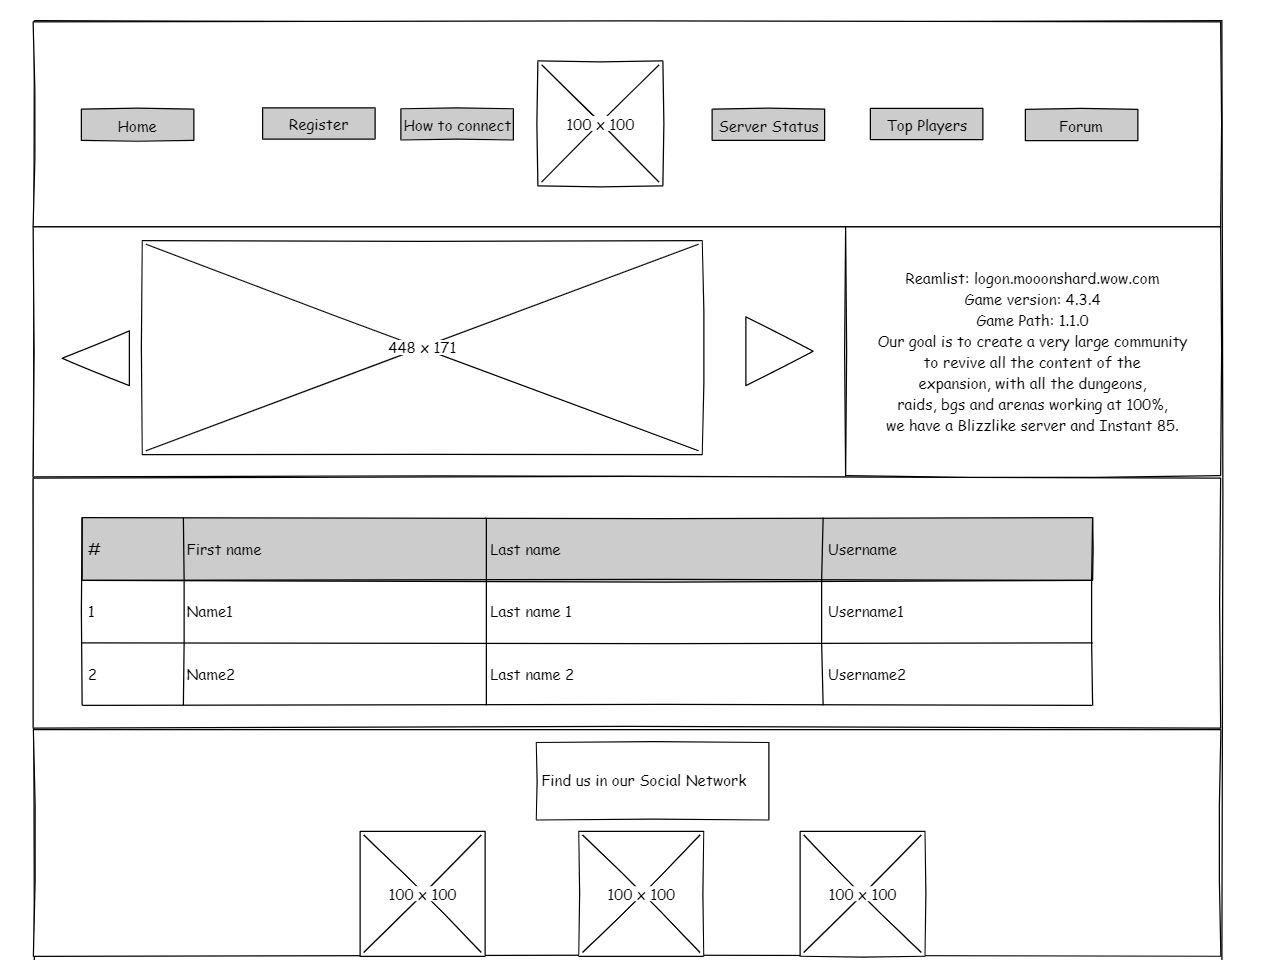 Home
Register
How to connect
100 x 100
Server Status
Top Players
Forum
448 x 171
Reamlist: logon.mooonshard.wow.com
Game version: 4.3.4
Game Path: 1.1.0
Our goal is to create a very large community
to revive all the content of the
expansion, with all the dungeons,
raids, bgs and arenas working at 100%,
we have a Blizzlike server and Instant 85.
# First name Last name Username
1 Name1 Last name 1 Username1
2 Name2 Last name 2 Username2
Find us in our Social Network
100 x 100
100 x 100
100 x 100